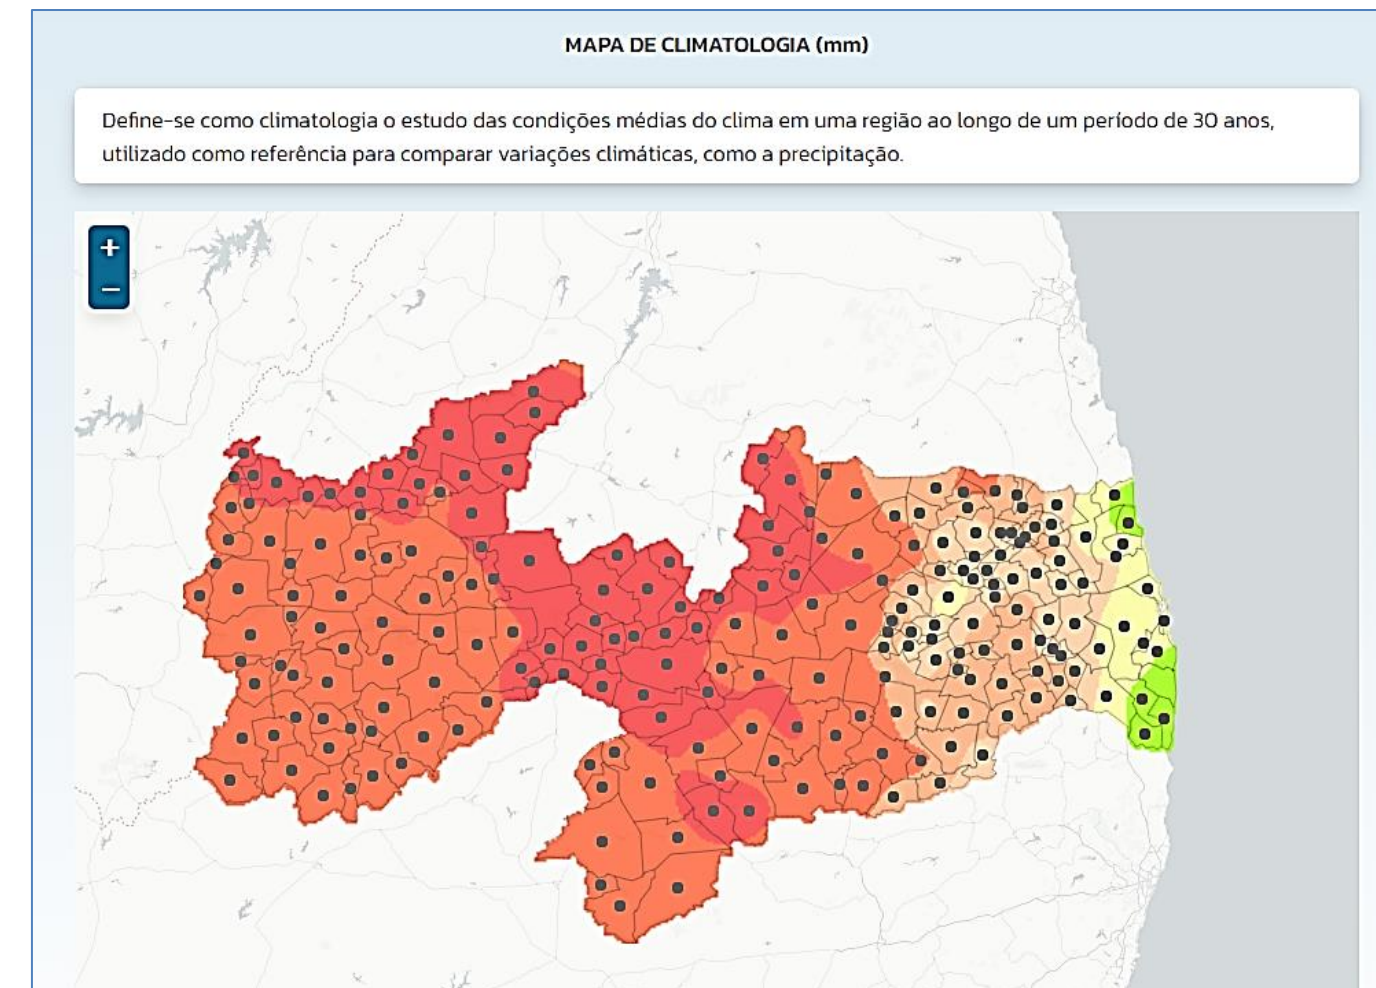 MAPA DE CLIMATOLOGIA (mm)
Define-se como climatologia o estudo das condições médias do clima em uma região ao longo de um período de 30 anos,
utilizado como referência para comparar variações climáticas, como a precipitação.
+
−